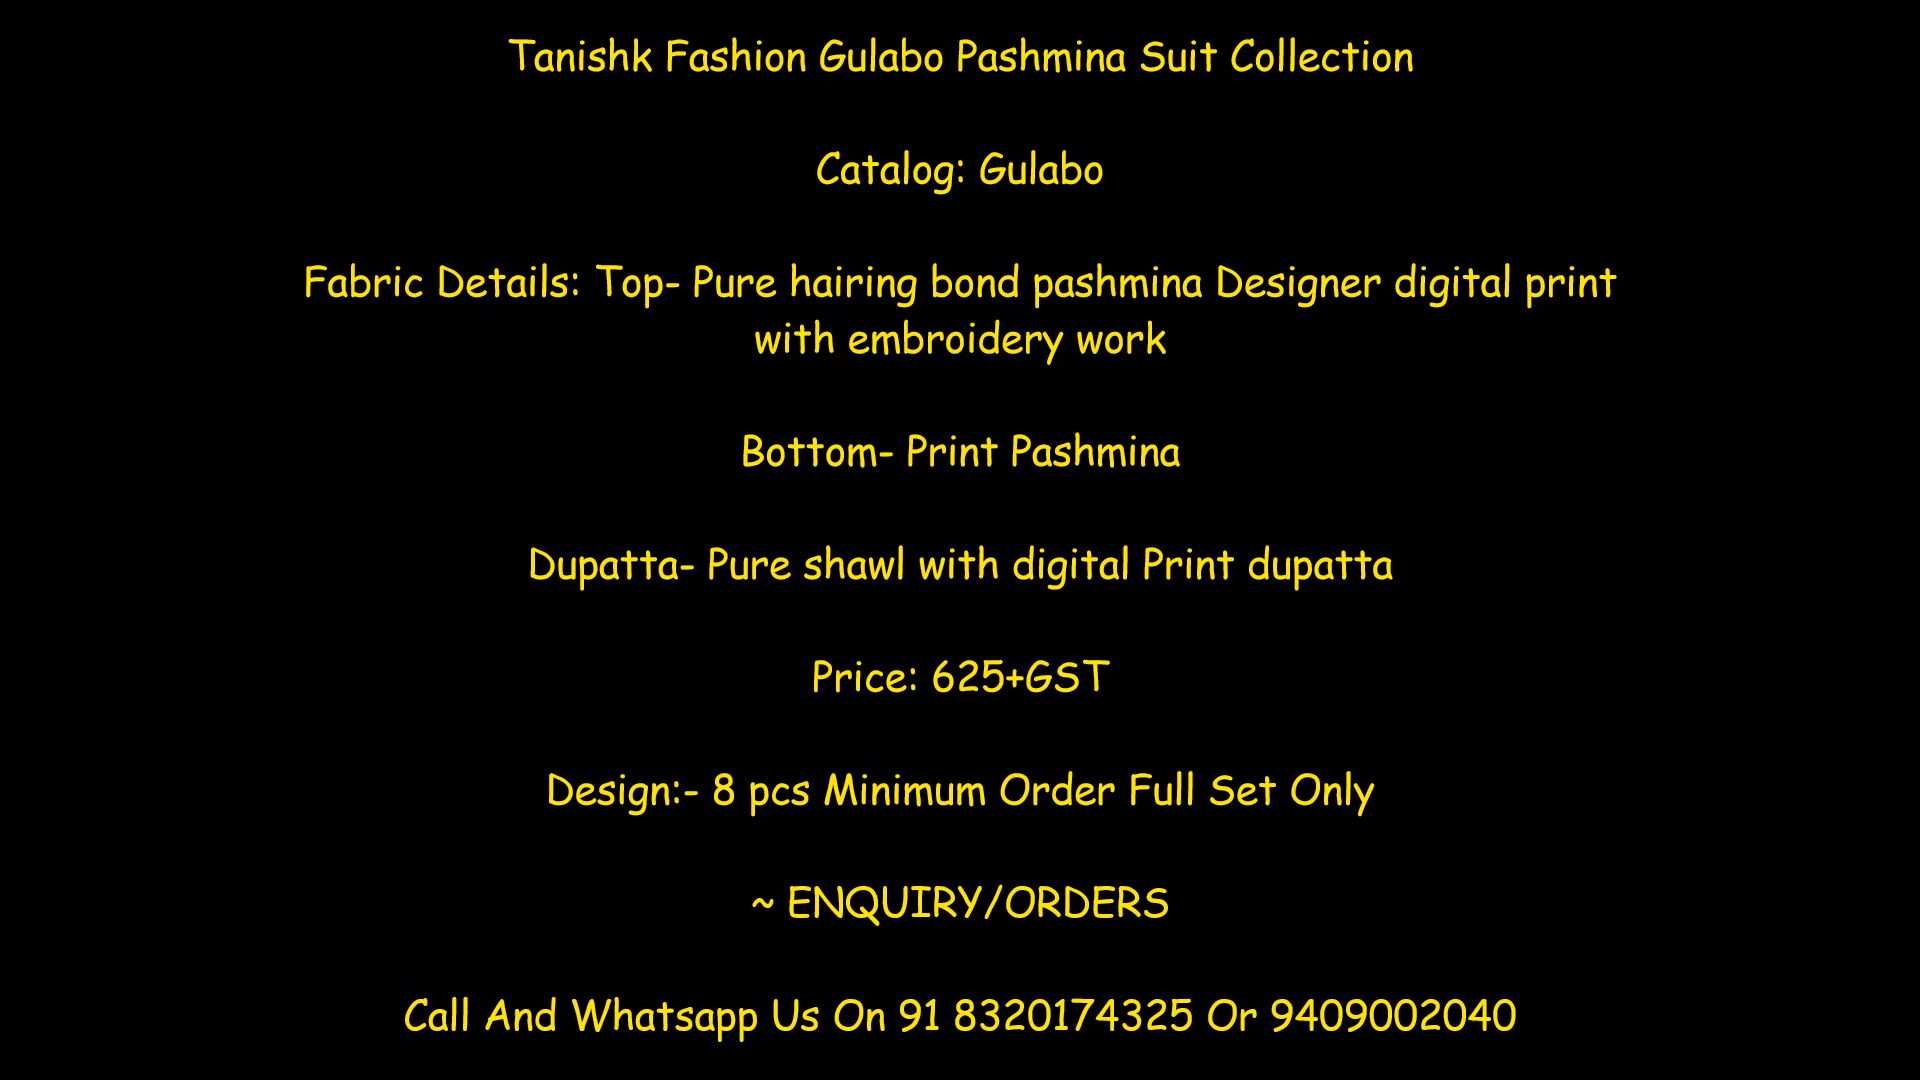 Tanishk Fashion Gulabo Pashmina Suit Collection
Catalog: Gulabo
Fabric Details: Top- Pure hairing bond pashmina Designer digital print
with embroidery work
Bottom- Print Pashmina
Dupatta- Pure shawl with digital Print dupatta
Price: 625+GST
Design:- 8 pcs Minimum Order Full Set Only
~ ENQUIRY/ORDERS
Call And Whatsapp Us On 91 8320174325 Or 9409002040